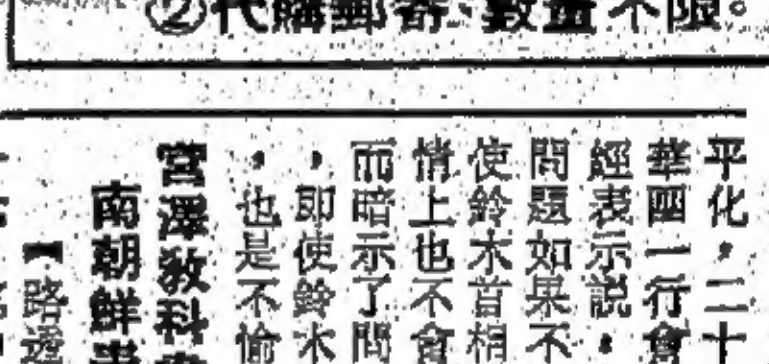 ②代購郵寄、數量不限。
平化，二十
華團一行會
經表示説，
問題如果不
使鈴木首相
情上也不會
而暗示了問
，即使鈴木
，也是不愉
宮澤教科
南朝鮮
【路透